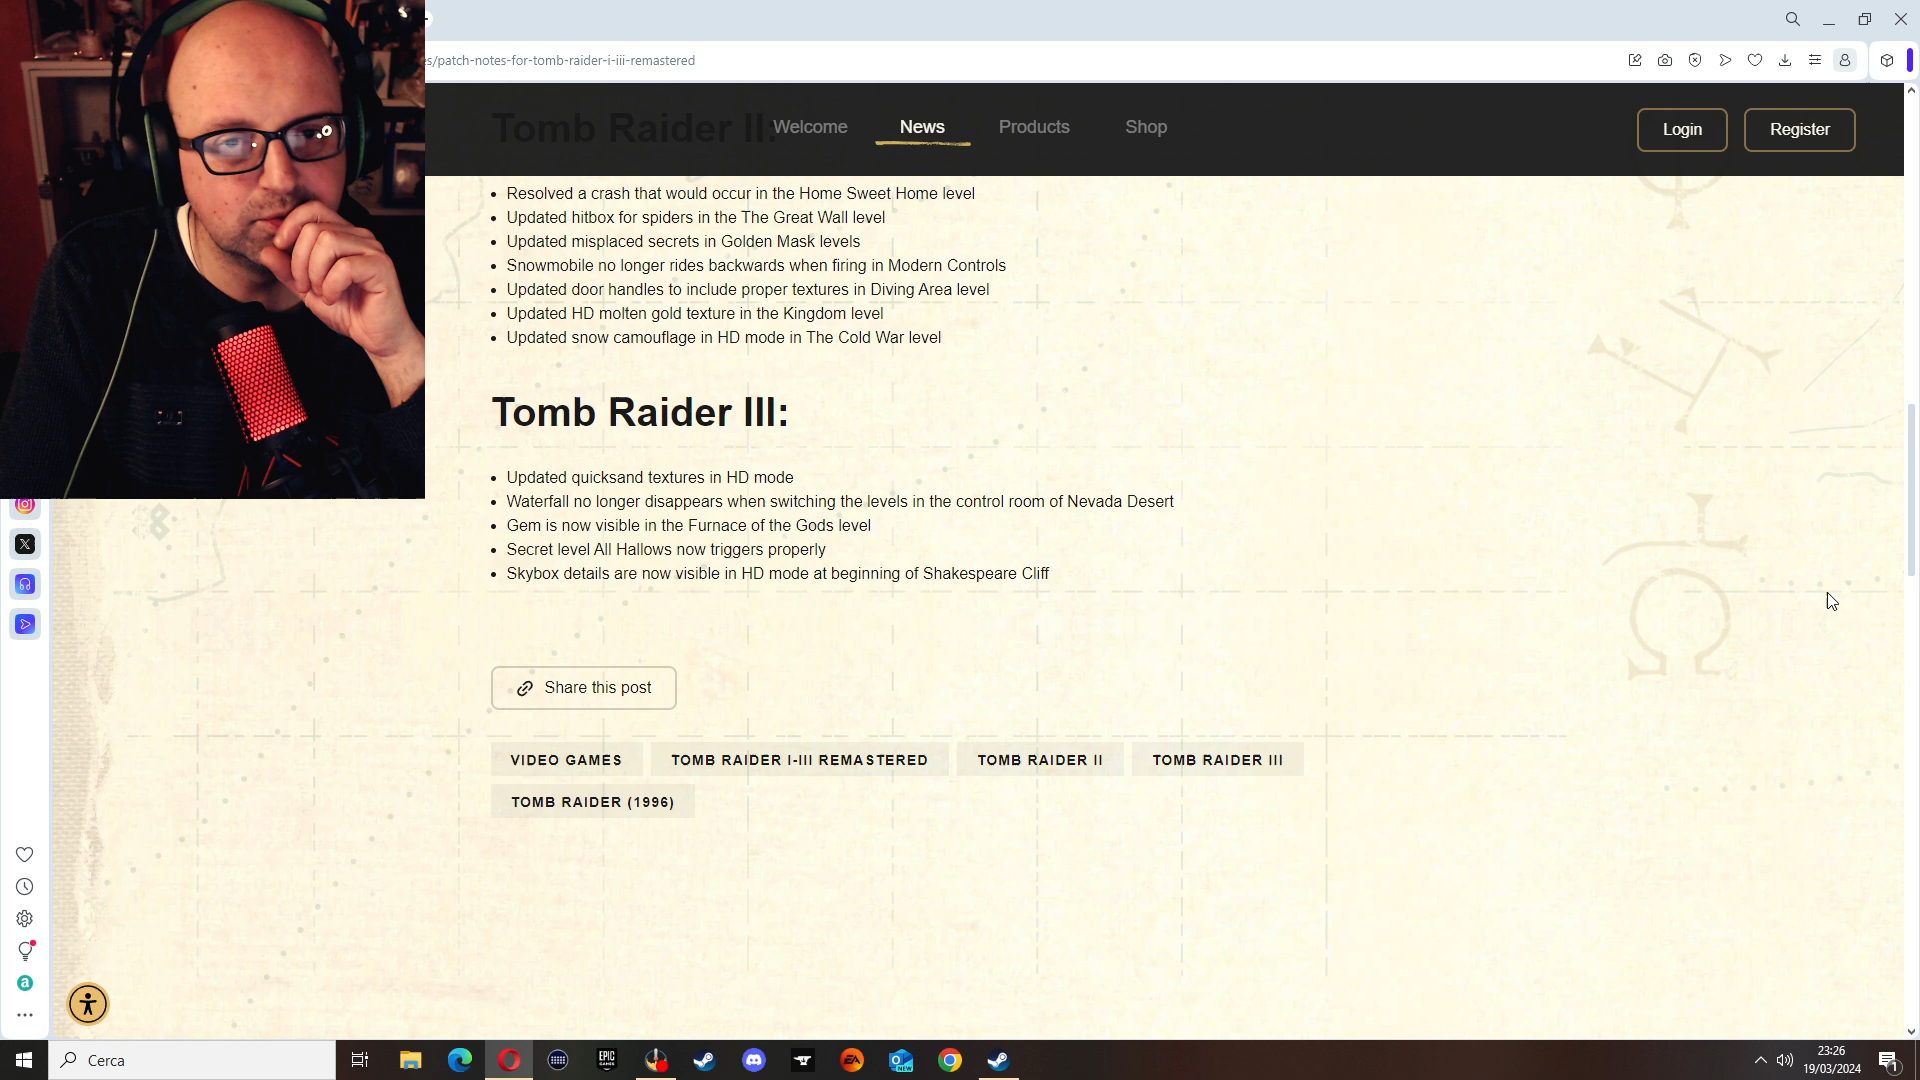 s/patch-notes-for-tomb-raider-i-iii-remastered
Tomb Raider II:
Welcome
News
Products
Shop
Login
Register
Resolved a crash that would occur in the Home Sweet Home level
Updated hitbox for spiders in the The Great Wall level
Updated misplaced secrets in Golden Mask levels
Snowmobile no longer rides backwards when firing in Modern Controls
Updated door handles to include proper textures in Diving Area level
Updated HD molten gold texture in the Kingdom level
Updated snow camouflage in HD mode in The Cold War level
Tomb Raider III:
Updated quicksand textures in HD mode
Waterfall no longer disappears when switching the levels in the control room of Nevada Desert
Gem is now visible in the Furnace of the Gods level
Secret level All Hallows now triggers properly
Skybox details are now visible in HD mode at beginning of Shakespeare Cliff
Share this post
VIDEO GAMES
TOMB RAIDER I-III REMASTERED
TOMB RAIDER II
TOMB RAIDER III
TOMB RAIDER (1996)
Cerca
EPIC GAMES
EA
NEW
23:26
19/03/2024
1